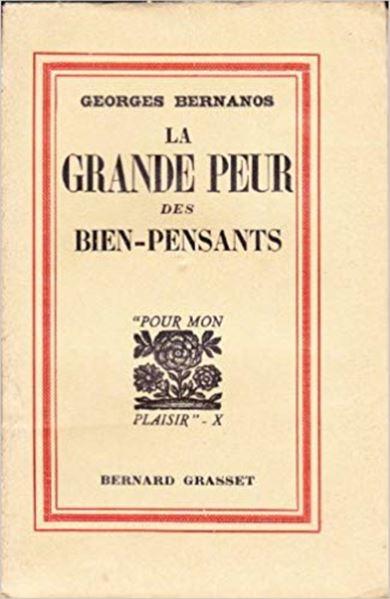 GEORGES BERNANOS
LA
GRANDE PEUR
DES
BIEN-PENSANTS
"POUR MON
PLAISIR" - X
BERNARD GRASSET